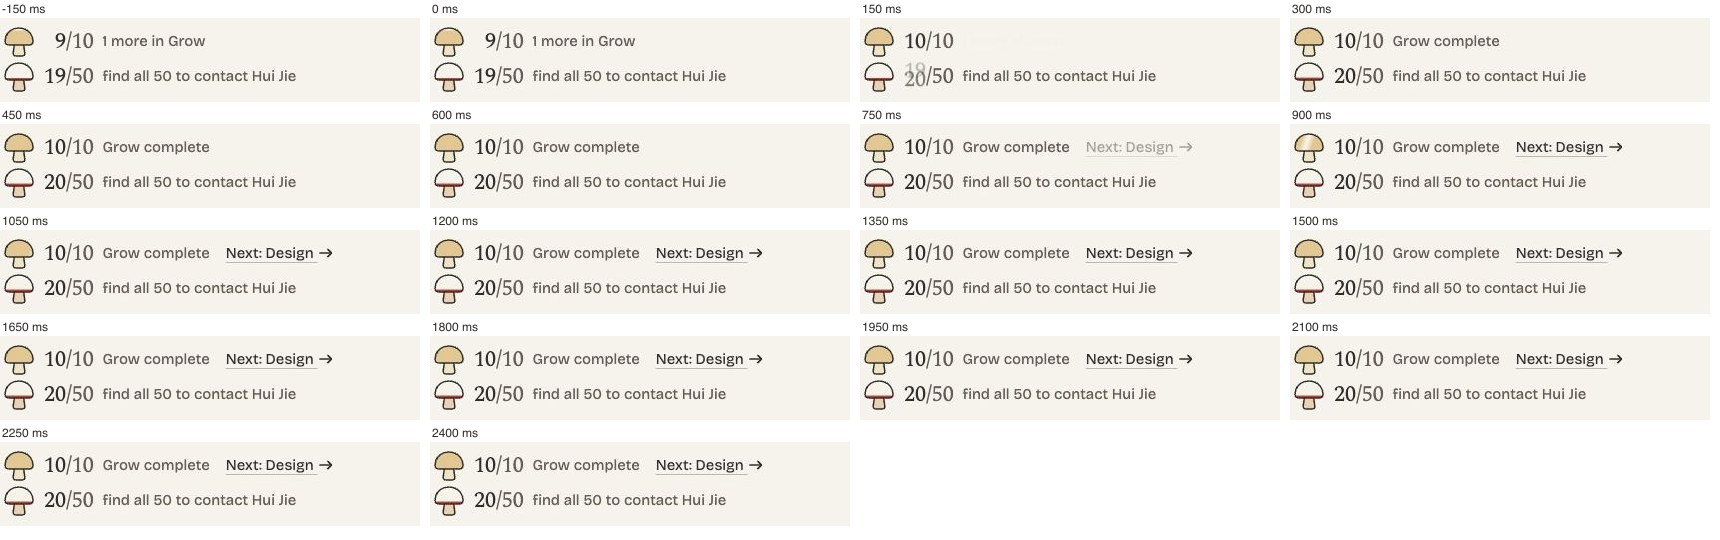 -150 ms
9/10 1 more in Grow
19/50 find all 50 to contact Hui Jie
0 ms
9/10 1 more in Grow
19/50 find all 50 to contact Hui Jie
150 ms
10/10
20/50 find all 50 to contact Hui Jie
300 ms
10/10 Grow complete
20/50 find all 50 to contact Hui Jie
450 ms
10/10 Grow complete
20/50 find all 50 to contact Hui Jie
600 ms
10/10 Grow complete
20/50 find all 50 to contact Hui Jie
750 ms
10/10 Grow complete Next: Design →
20/50 find all 50 to contact Hui Jie
900 ms
10/10 Grow complete Next: Design →
20/50 find all 50 to contact Hui Jie
1050 ms
10/10 Grow complete Next: Design →
20/50 find all 50 to contact Hui Jie
1200 ms
10/10 Grow complete Next: Design →
20/50 find all 50 to contact Hui Jie
1350 ms
10/10 Grow complete Next: Design →
20/50 find all 50 to contact Hui Jie
1500 ms
10/10 Grow complete Next: Design →
20/50 find all 50 to contact Hui Jie
1650 ms
10/10 Grow complete Next: Design →
20/50 find all 50 to contact Hui Jie
1800 ms
10/10 Grow complete Next: Design →
20/50 find all 50 to contact Hui Jie
1950 ms
10/10 Grow complete Next: Design →
20/50 find all 50 to contact Hui Jie
2100 ms
10/10 Grow complete Next: Design →
20/50 find all 50 to contact Hui Jie
2250 ms
10/10 Grow complete Next: Design →
20/50 find all 50 to contact Hui Jie
2400 ms
10/10 Grow complete Next: Design →
20/50 find all 50 to contact Hui Jie